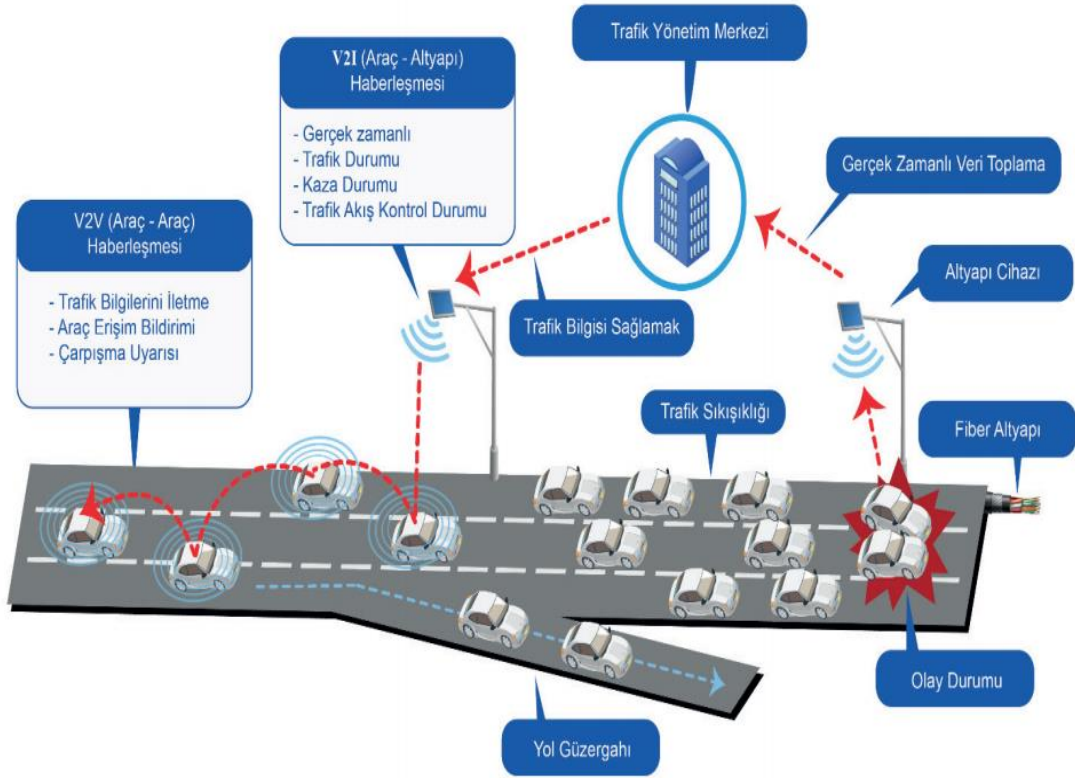 Trafik Yönetim Merkezi
V2I (Araç - Altyapı)
Haberleşmesi
- Gerçek zamanlı
- Trafik Durumu
- Kaza Durumu
- Trafik Akış Kontrol Durumu
Gerçek Zamanlı Veri Toplama
V2V (Araç - Araç)
Haberleşmesi
- Trafik Bilgilerini İletme
- Araç Erişim Bildirimi
- Çarpışma Uyarısı
Altyapı Cihazı
Trafik Bilgisi Sağlamak
Trafik Sıkışıklığı
Fiber Altyapı
Olay Durumu
Yol Güzergahı